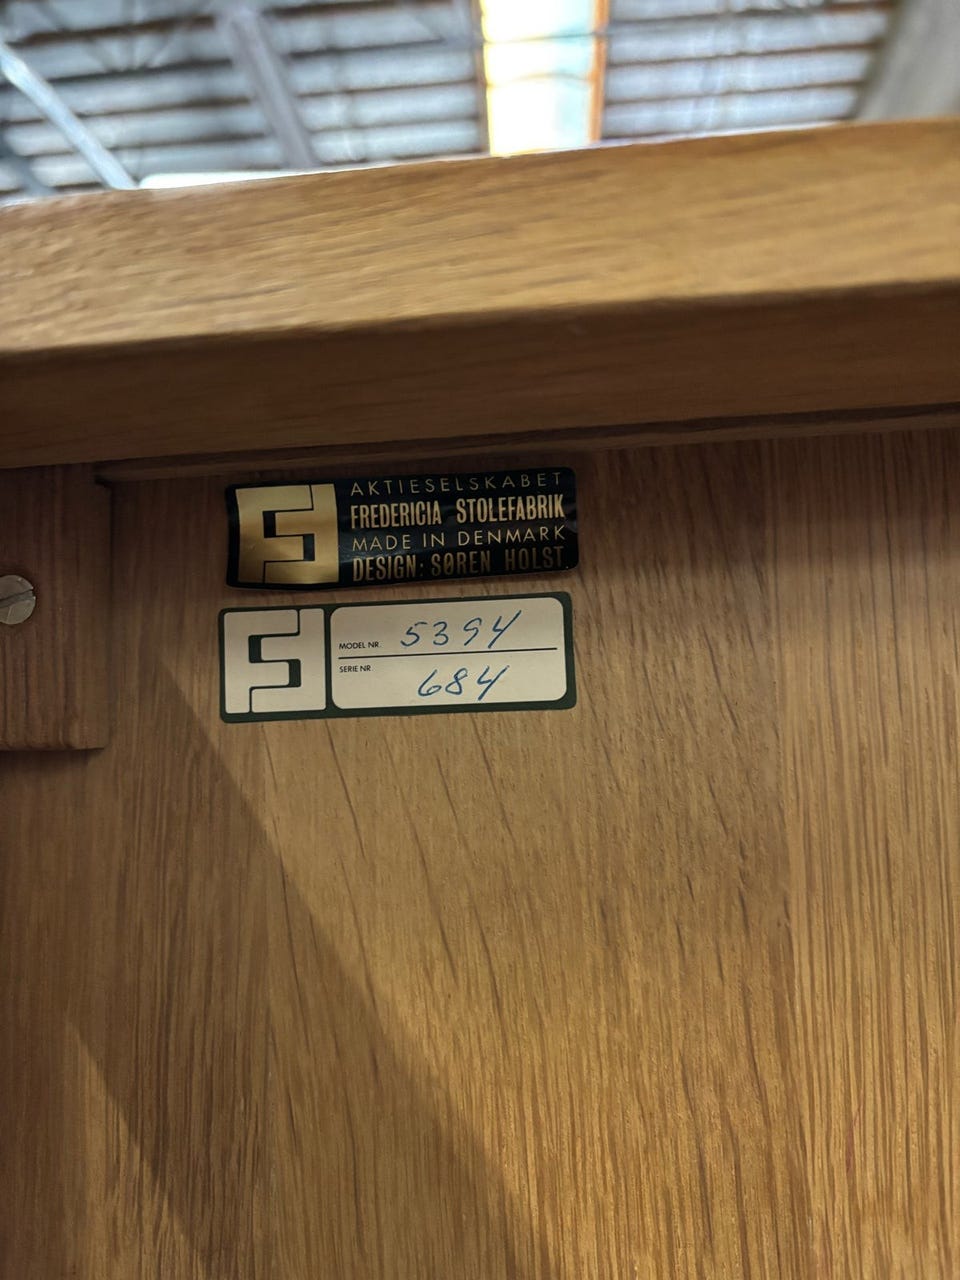 AKTIESELSKABET
FREDERICIA STOLEFABRIK
MADE IN DENMARK
DESIGN: SØREN HOLST
MODEL NR. 5394
SERIE NR. 684